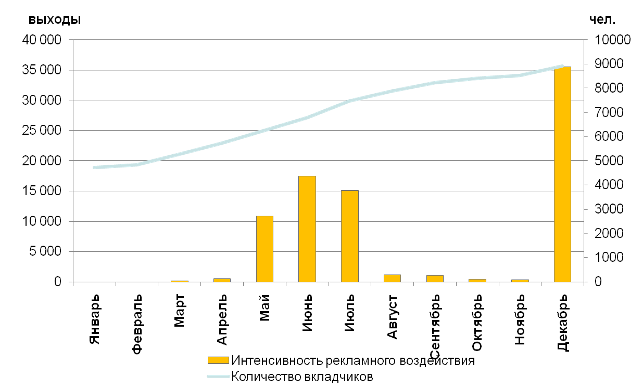 выходы чел.
40 000 10000
35 000 9000
30 000 8000
25 000 7000
20 000 6000
15 000 5000
10 000 4000
5 000 3000
0 2000
1000
0
Январь
Февраль
Март
Апрель
Май
Июнь
Июль
Август
Сентябрь
Октябрь
Ноябрь
Декабрь
Интенсивность рекламного воздействия
Количество вкладчиков